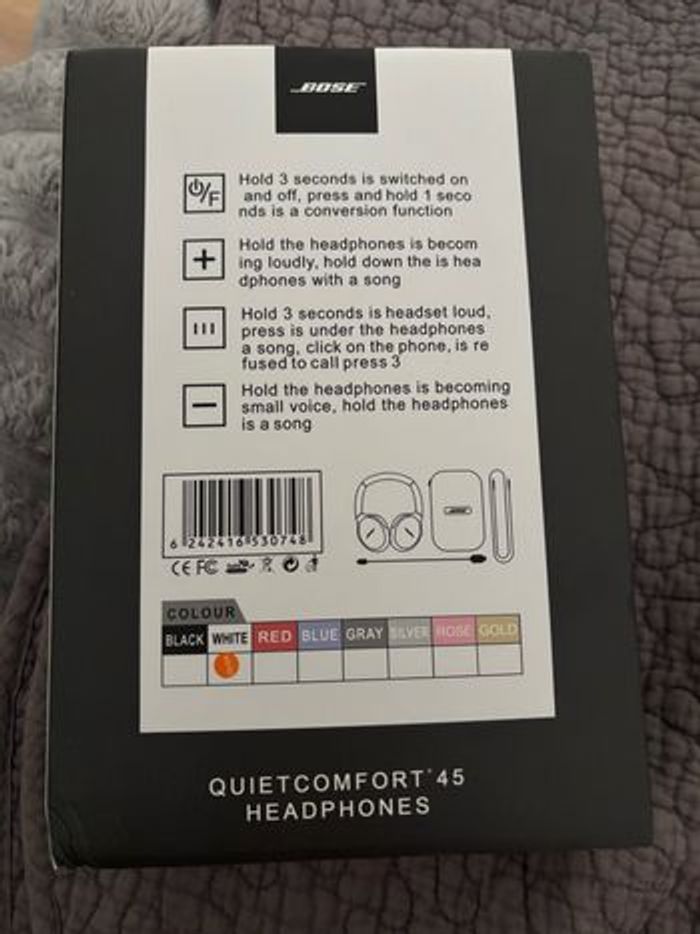 BOSE
Hold 3 seconds is switched on
and off, press and hold 1 seco
nds is a conversion function
Hold the headphones is becom
ing loudly, hold down the is hea
dphones with a song
Hold 3 seconds is headset loud,
press is under the headphones
a song, click on the phone, is re
fused to call press 3
Hold the headphones is becoming
small voice, hold the headphones
is a song
6 242416 530748
COLOUR
BLACK WHITE RED BLUE GRAY SILVER ROSE GOLD
QUIETCOMFORT 45
HEADPHONES